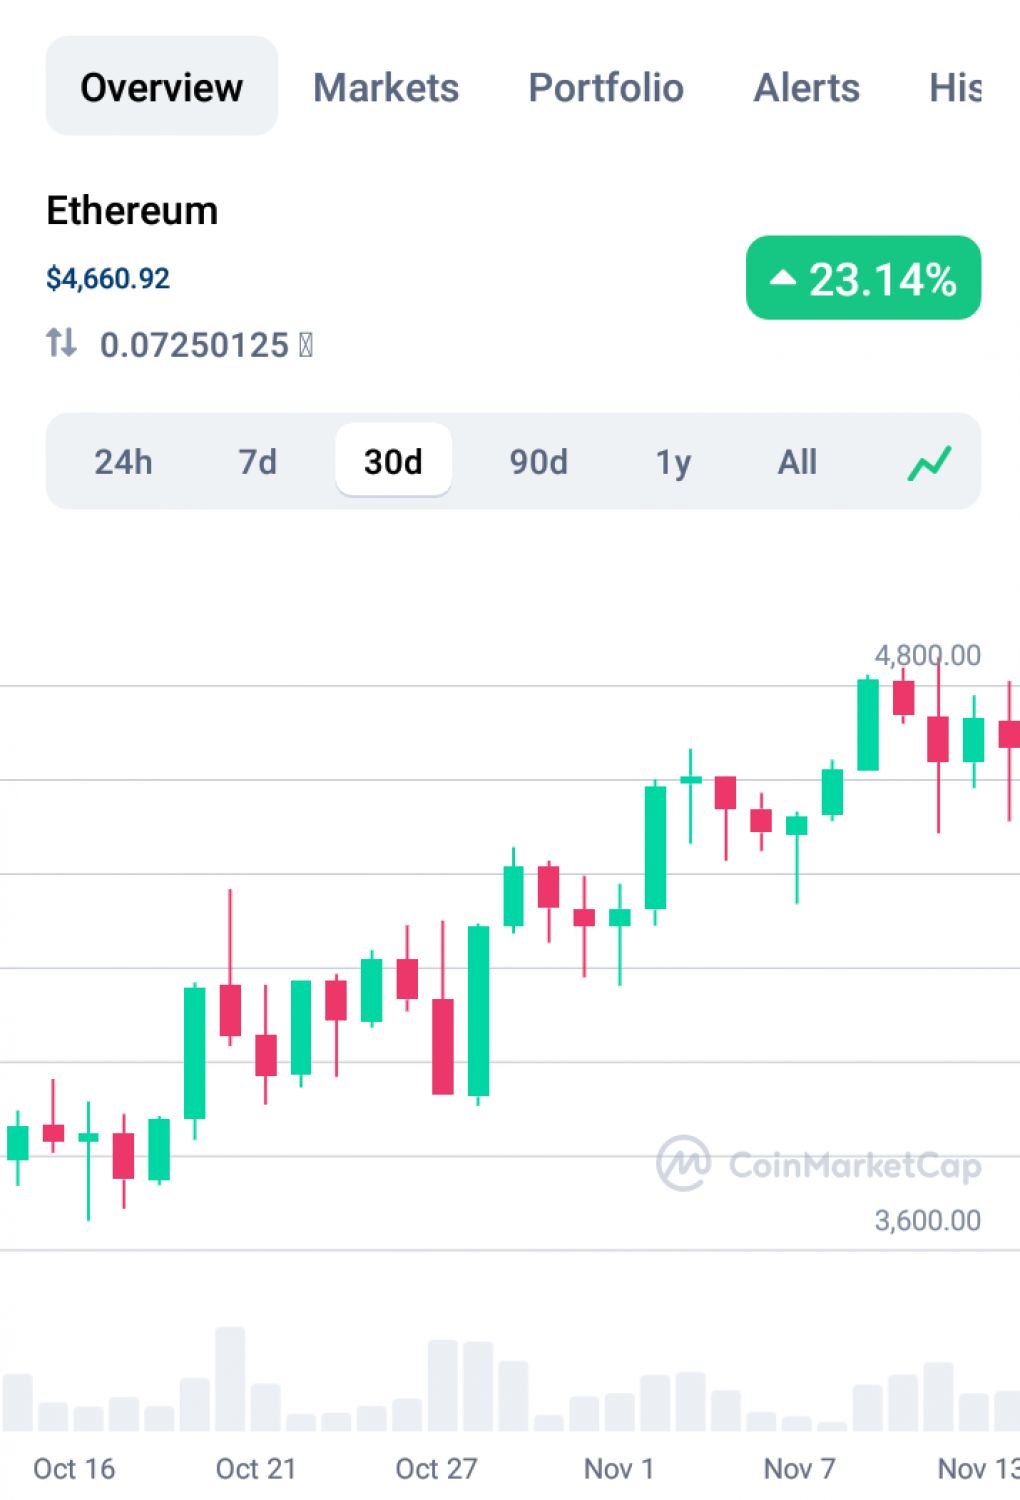 Overview Markets Portfolio Alerts His
Ethereum
$4,660.92
23.14%
0.07250125
24h 7d 30d 90d 1y All
4,800.00
CoinMarketCap
3,600.00
Oct 16 Oct 21 Oct 27 Nov 1 Nov 7 Nov 13